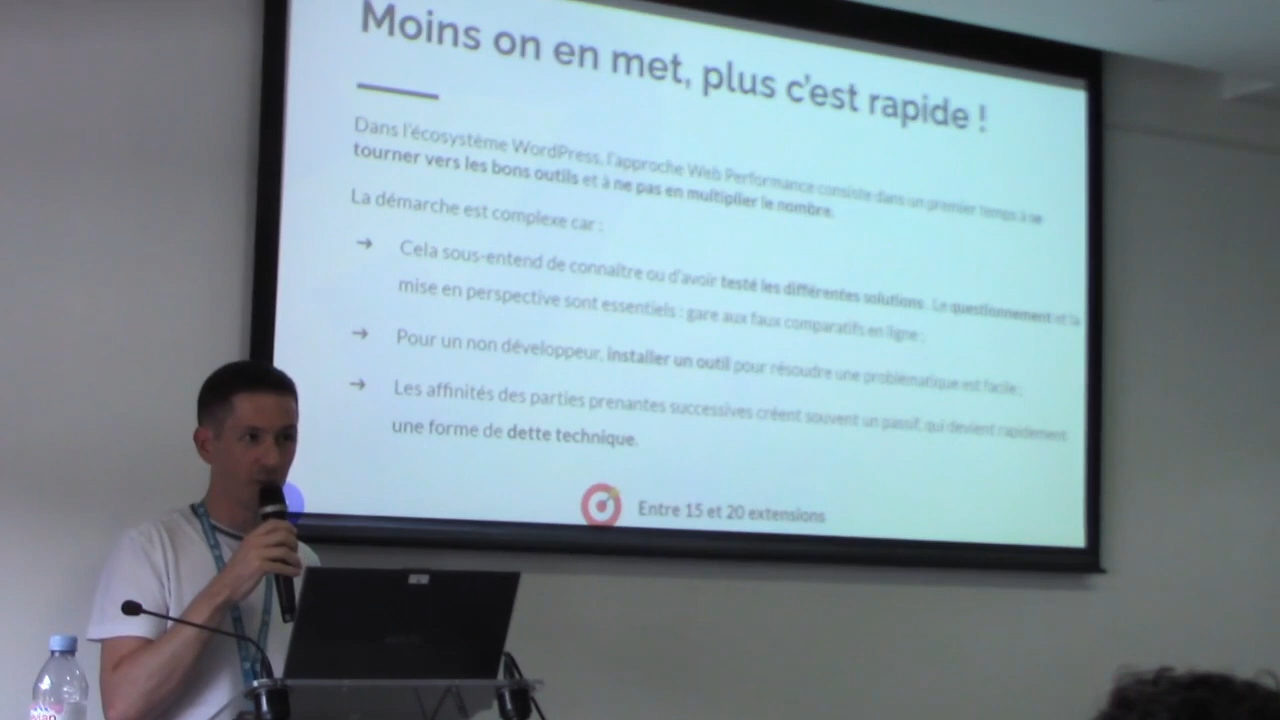 Moins on en met, plus c'est rapide !
Dans l'écosystème WordPress, l'approche Web Performance consiste dans un premier temps à se
tourner vers les bons outils et à ne pas en multiplier le nombre.
La démarche est complexe car :
→ Cela sous-entend de connaître ou d'avoir testé les différentes solutions. Le questionnement et la
mise en perspective sont essentiels : gare aux faux comparatifs en ligne ;
→ Pour un non développeur, installer un outil pour résoudre une problématique est facile ;
→ Les affinités des parties prenantes successives créent souvent un passif, qui devient rapidement
une forme de dette technique.
Entre 15 et 20 extensions
evian